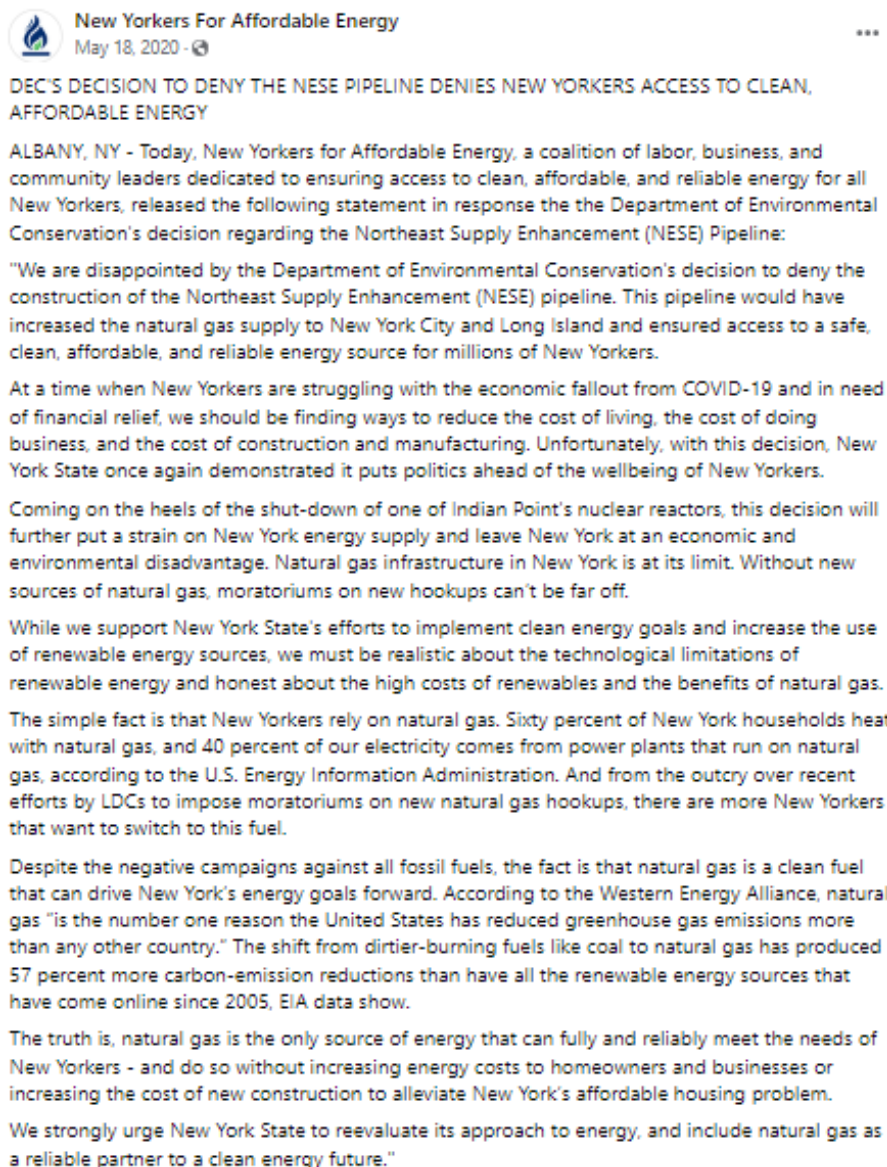 New Yorkers For Affordable Energy
May 18, 2020 ·
DEC'S DECISION TO DENY THE NESE PIPELINE DENIES NEW YORKERS ACCESS TO CLEAN,
AFFORDABLE ENERGY
ALBANY, NY - Today, New Yorkers for Affordable Energy, a coalition of labor, business, and
community leaders dedicated to ensuring access to clean, affordable, and reliable energy for all
New Yorkers, released the following statement in response the the Department of Environmental
Conservation's decision regarding the Northeast Supply Enhancement (NESE) Pipeline:
"We are disappointed by the Department of Environmental Conservation's decision to deny the
construction of the Northeast Supply Enhancement (NESE) pipeline. This pipeline would have
increased the natural gas supply to New York City and Long Island and ensured access to a safe,
clean, affordable, and reliable energy source for millions of New Yorkers.
At a time when New Yorkers are struggling with the economic fallout from COVID-19 and in need
of financial relief, we should be finding ways to reduce the cost of living, the cost of doing
business, and the cost of construction and manufacturing. Unfortunately, with this decision, New
York State once again demonstrated it puts politics ahead of the wellbeing of New Yorkers.
Coming on the heels of the shut-down of one of Indian Point's nuclear reactors, this decision will
further put a strain on New York energy supply and leave New York at an economic and
environmental disadvantage. Natural gas infrastructure in New York is at its limit. Without new
sources of natural gas, moratoriums on new hookups can't be far off.
While we support New York State's efforts to implement clean energy goals and increase the use
of renewable energy sources, we must be realistic about the technological limitations of
renewable energy and honest about the high costs of renewables and the benefits of natural gas.
The simple fact is that New Yorkers rely on natural gas. Sixty percent of New York households heat
with natural gas, and 40 percent of our electricity comes from power plants that run on natural
gas, according to the U.S. Energy Information Administration. And from the outcry over recent
efforts by LDCs to impose moratoriums on new natural gas hookups, there are more New Yorkers
that want to switch to this fuel.
Despite the negative campaigns against all fossil fuels, the fact is that natural gas is a clean fuel
that can drive New York's energy goals forward. According to the Western Energy Alliance, natural
gas "is the number one reason the United States has reduced greenhouse gas emissions more
than any other country." The shift from dirtier-burning fuels like coal to natural gas has produced
57 percent more carbon-emission reductions than have all the renewable energy sources that
have come online since 2005, EIA data show.
The truth is, natural gas is the only source of energy that can fully and reliably meet the needs of
New Yorkers - and do so without increasing energy costs to homeowners and businesses or
increasing the cost of new construction to alleviate New York's affordable housing problem.
We strongly urge New York State to reevaluate its approach to energy, and include natural gas as
a reliable partner to a clean energy future."